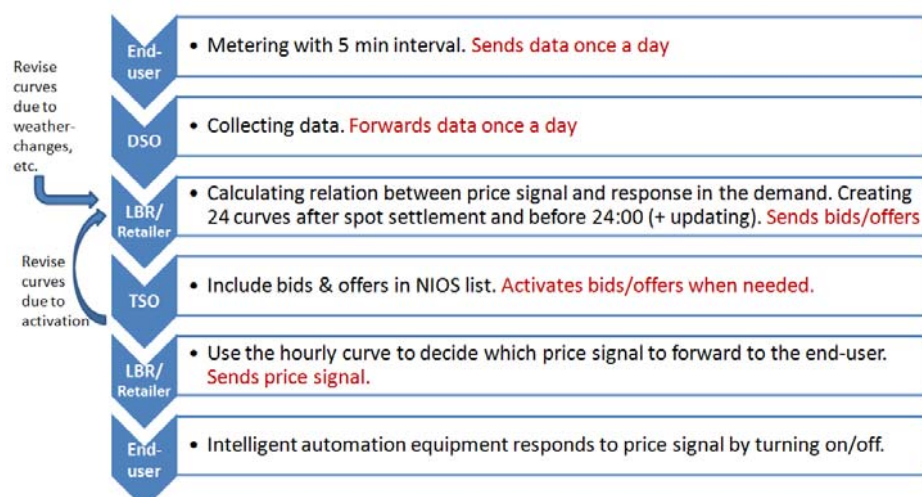 End-
user
• Metering with 5 min interval. Sends data once a day
Revise
curves
due to
weather-
changes,
etc.
DSO
• Collecting data. Forwards data once a day
LBR/
Retailer
• Calculating relation between price signal and response in the demand. Creating
24 curves after spot settlement and before 24:00 (+ updating). Sends bids/offers
Revise
curves
due to
activation
TSO
• Include bids & offers in NIOS list. Activates bids/offers when needed.
LBR/
Retailer
• Use the hourly curve to decide which price signal to forward to the end-user.
Sends price signal.
End-
user
• Intelligent automation equipment responds to price signal by turning on/off.